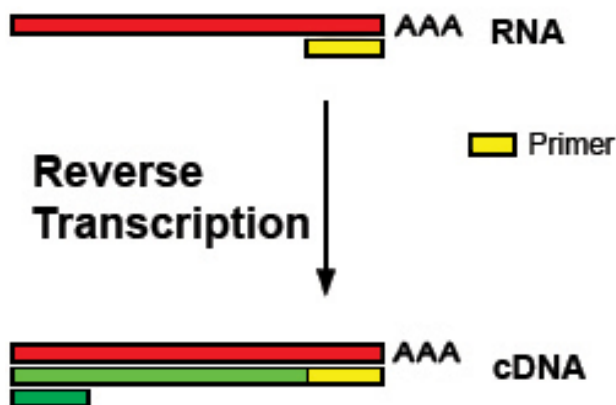 AAA RNA
Primer
Reverse
Transcription
AAA cDNA